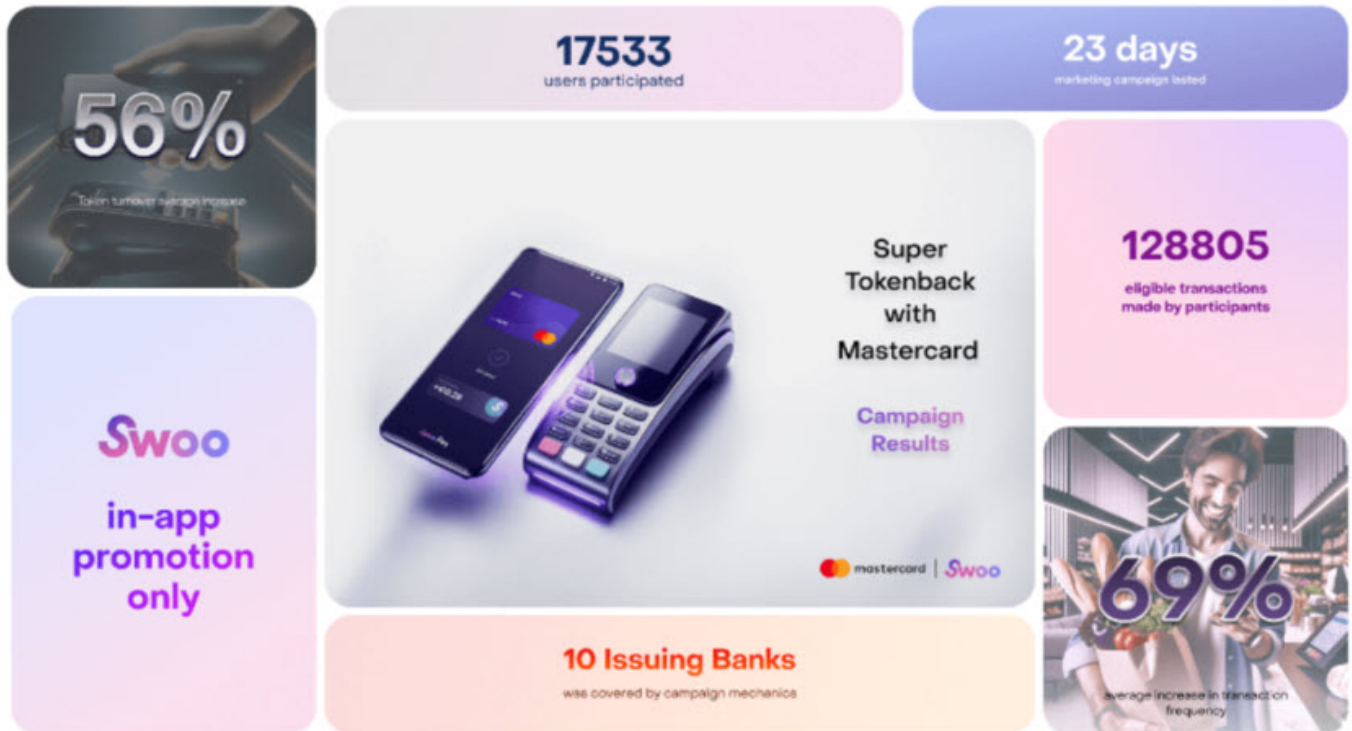 56%
Token turnover average increase
17533
users participated
23 days
marketing campaign lasted
Super
Tokenback
with
Mastercard
Campaign
Results
mastercard | Swoo
128805
eligible transactions
made by participants
Swoo
in-app
promotion
only
10 Issuing Banks
was covered by campaign mechanics
69%
average increase in transaction
frequency